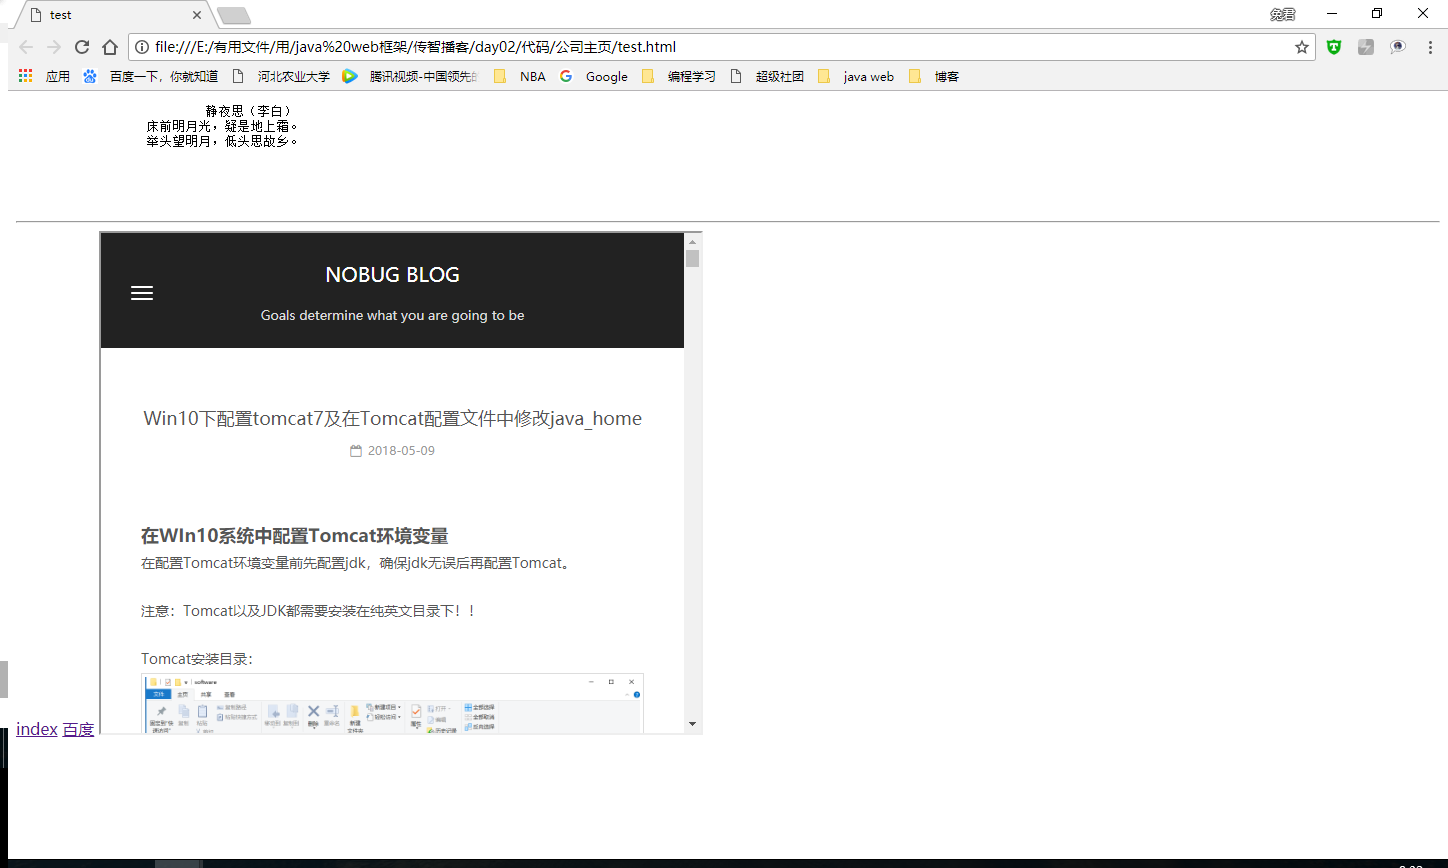 test
兔君
file:///E:/有用文件/用/java%20web框架/传智播客/day02/代码/公司主页/test.html
应用 百度一下，你就知道 河北农业大学 腾讯视频-中国领先的 NBA Google 编程学习 超级社团 java web 博客
静夜思（李白）
床前明月光，疑是地上霜。
举头望明月，低头思故乡。
NOBUG BLOG
Goals determine what you are going to be
Win10下配置tomcat7及在Tomcat配置文件中修改java_home
2018-05-09
在WIn10系统中配置Tomcat环境变量
在配置Tomcat环境变量前先配置jdk，确保jdk无误后再配置Tomcat。
注意：Tomcat以及JDK都需要安装在纯英文目录下！！
Tomcat安装目录：
software
文件 主页 共享 查看
index 百度